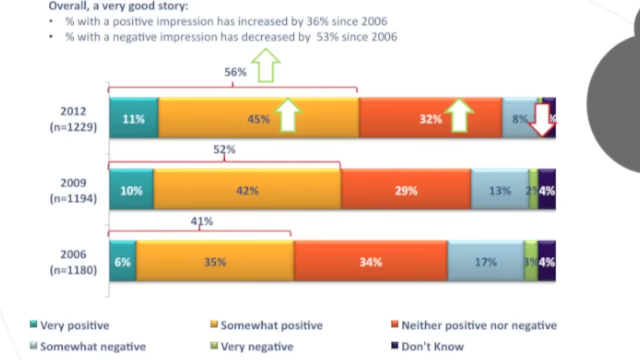 Overall, a very good story:
• % with a positive impression has increased by 36% since 2006
• % with a negative impression has decreased by 53% since 2006
56%
2012
(n=1229)
11% 45% 32% 8% %
52%
2009
(n=1194)
10% 42% 29% 13% 2% 4%
41%
2006
(n=1180)
6% 35% 34% 17% 3% 4%
Very positive Somewhat positive Neither positive nor negative
Somewhat negative Very negative Don't Know